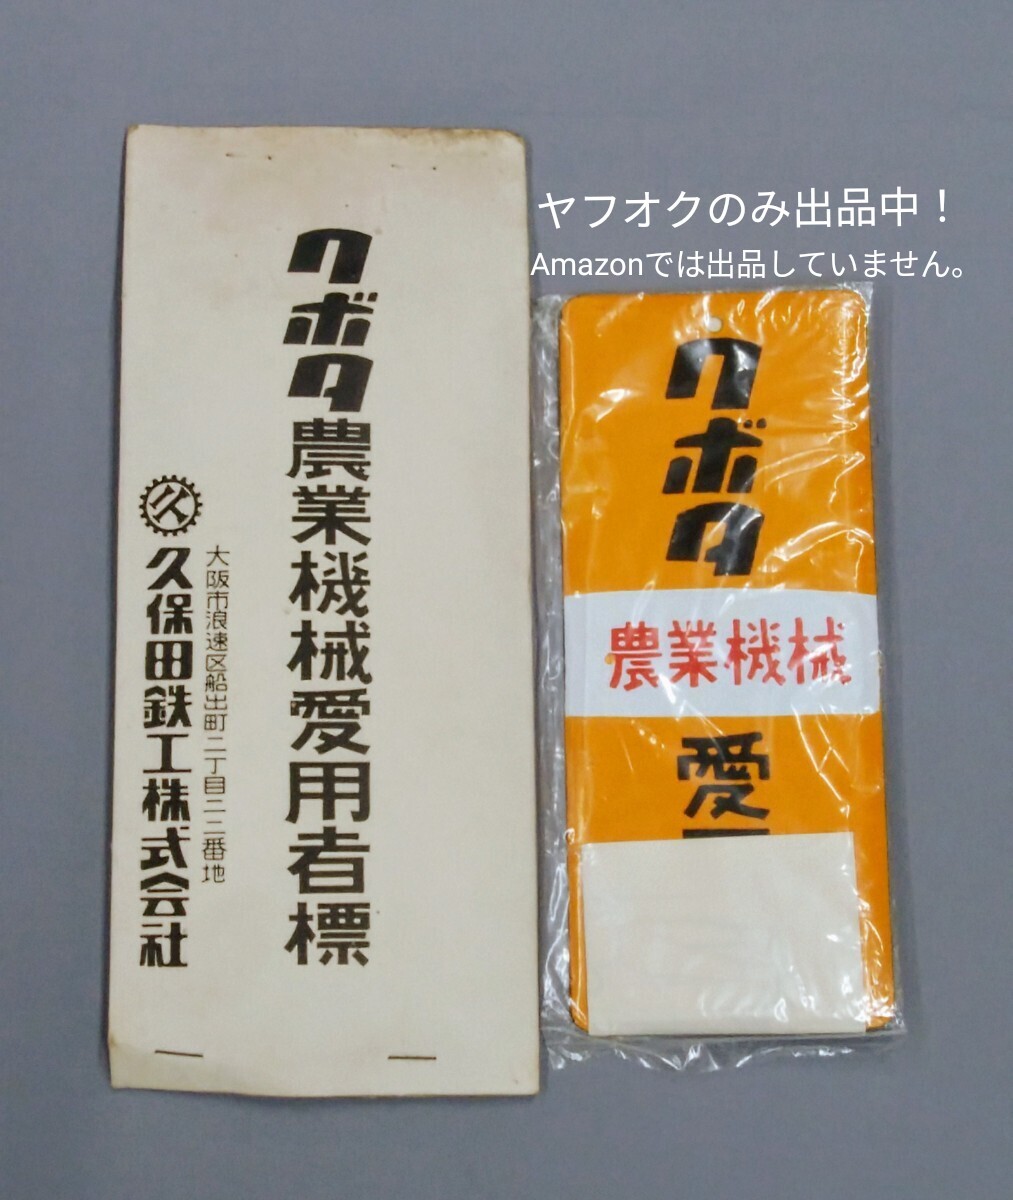 ヤフオクのみ出品中！
Amazonでは出品していません。
クボタ農業機械愛用者標
大阪市浪速区船出町二丁目二二番地
久
久保田鉄工株式会社
クボタ
農業機械
愛